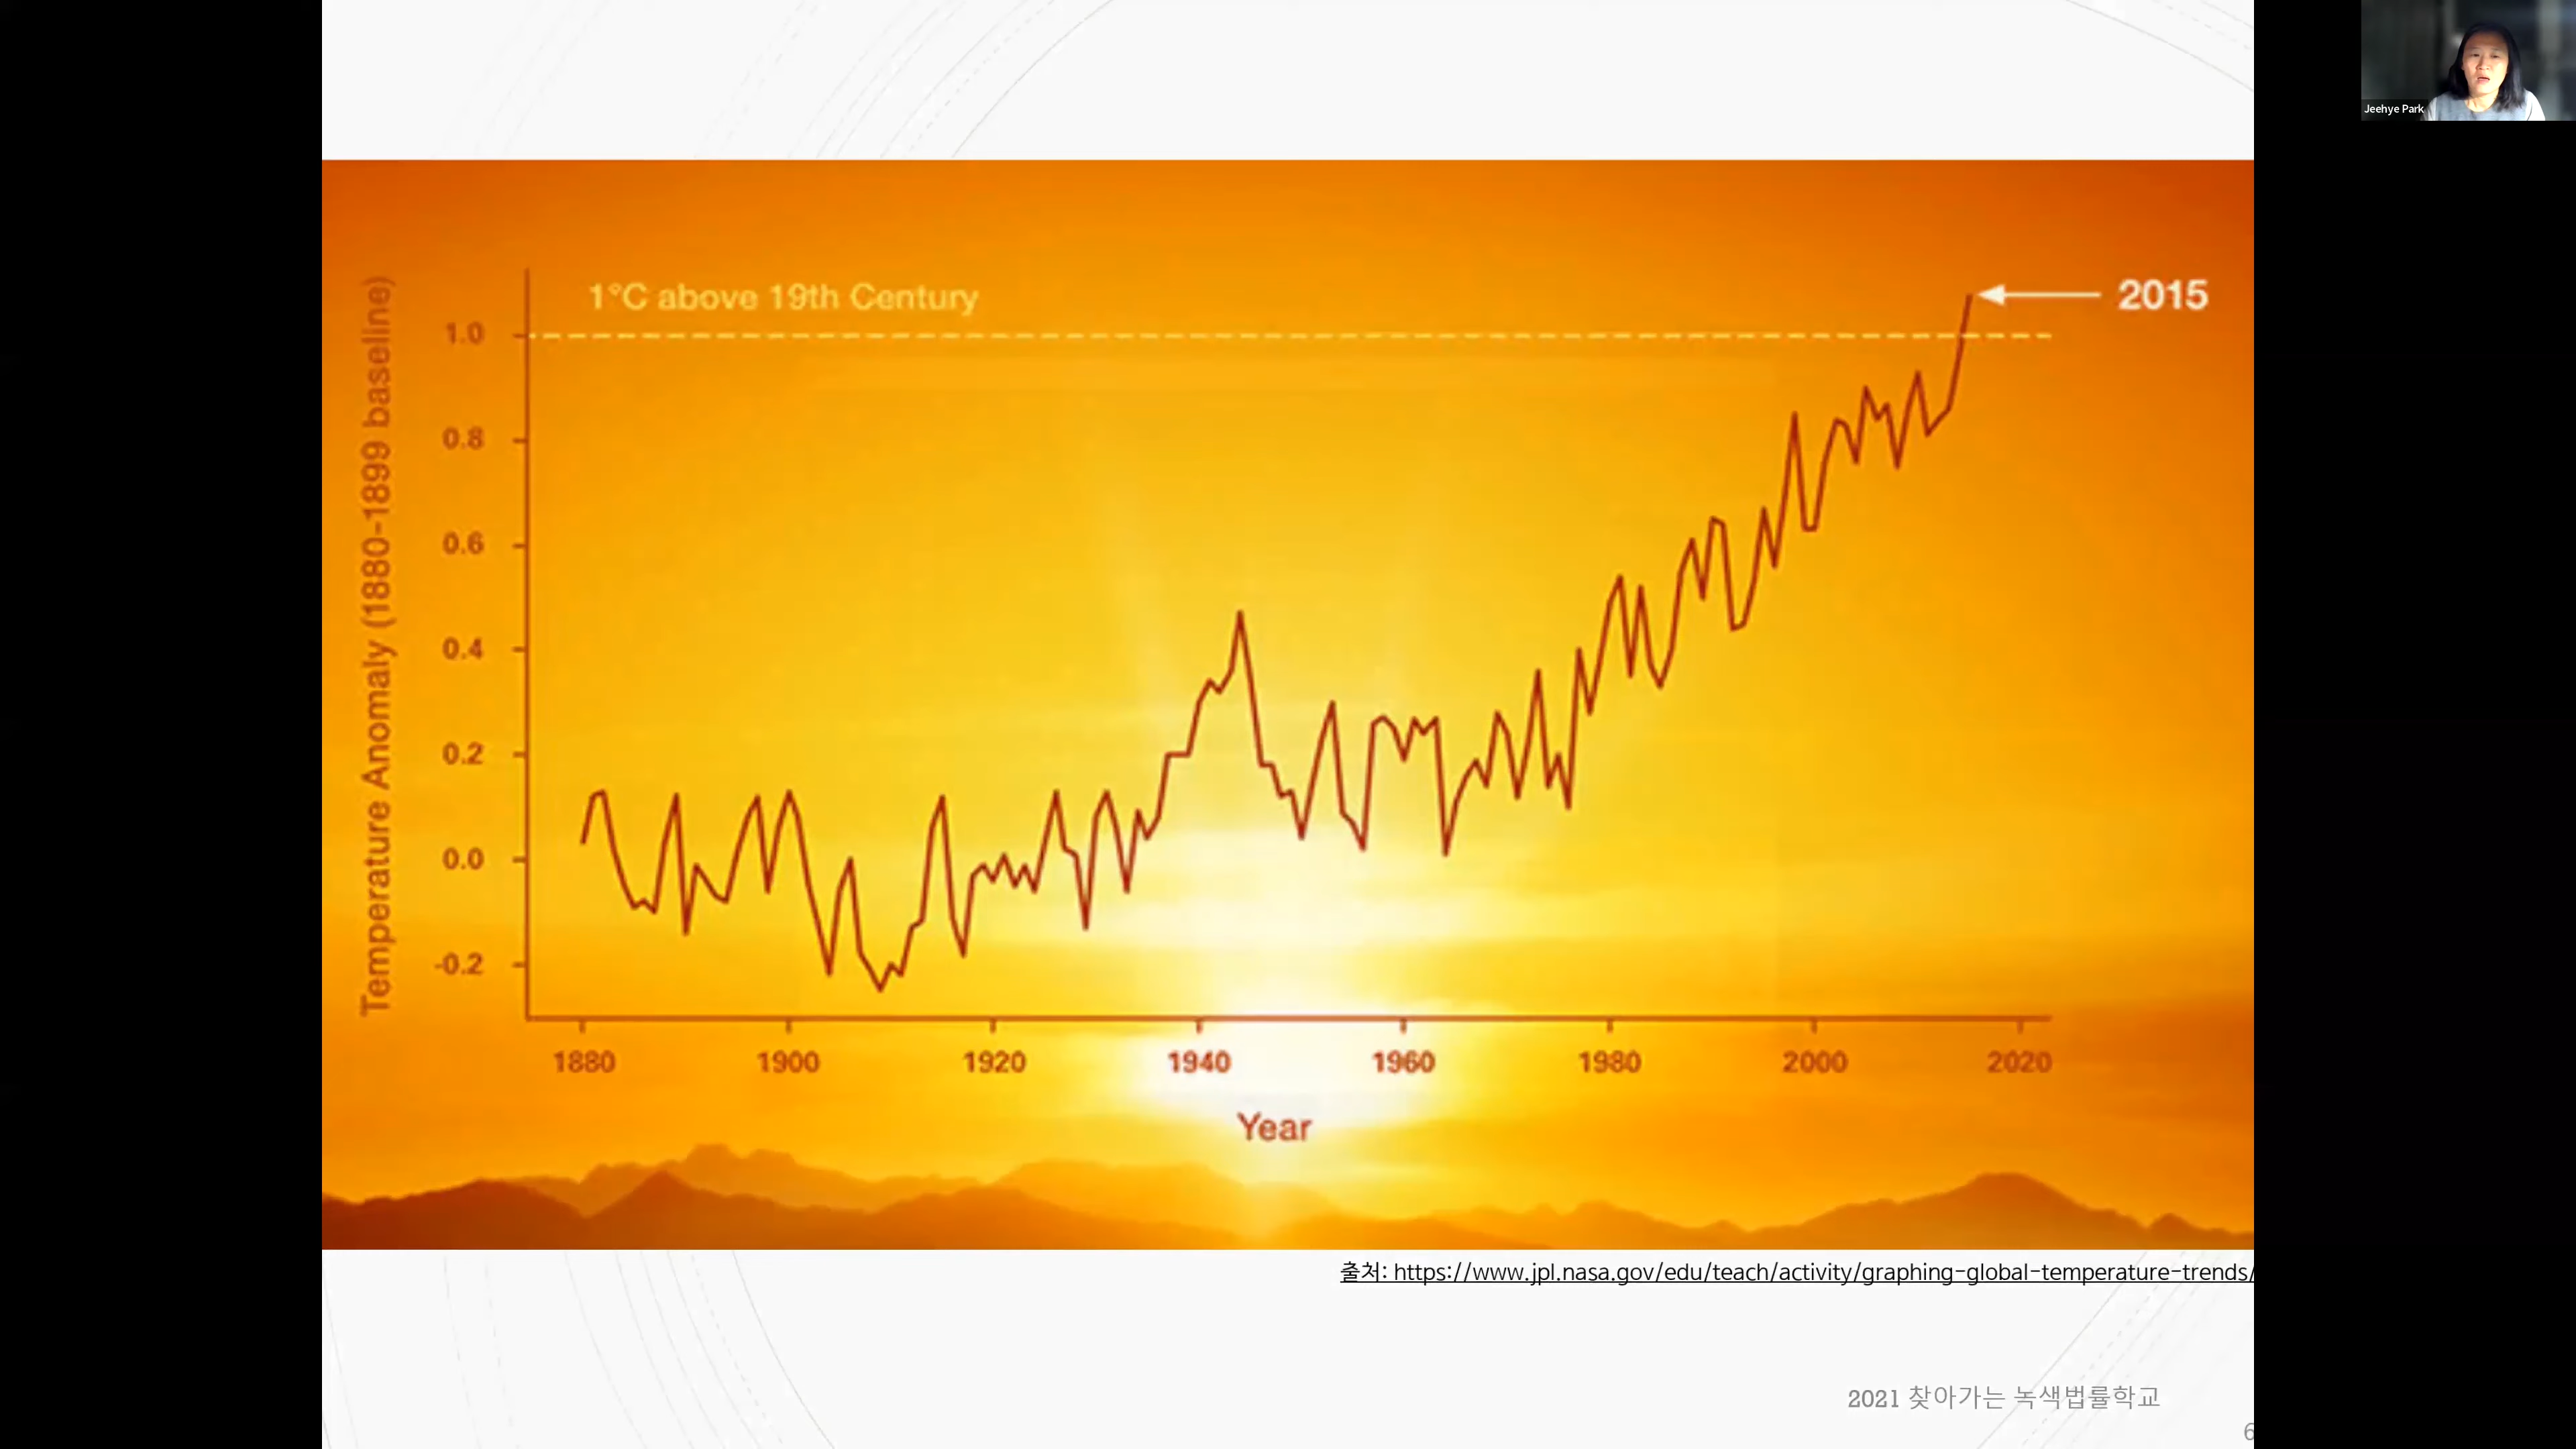 Jeehye Park
1°C above 19th Century
2015
Temperature Anomaly (1880-1899 baseline)
1.0
0.8
0.6
0.4
0.2
0.0
-0.2
1880 1900 1920 1940 1960 1980 2000 2020
Year
출처: https://www.jpl.nasa.gov/edu/teach/activity/graphing-global-temperature-trends/
2021 찾아가는 녹색법률학교
6